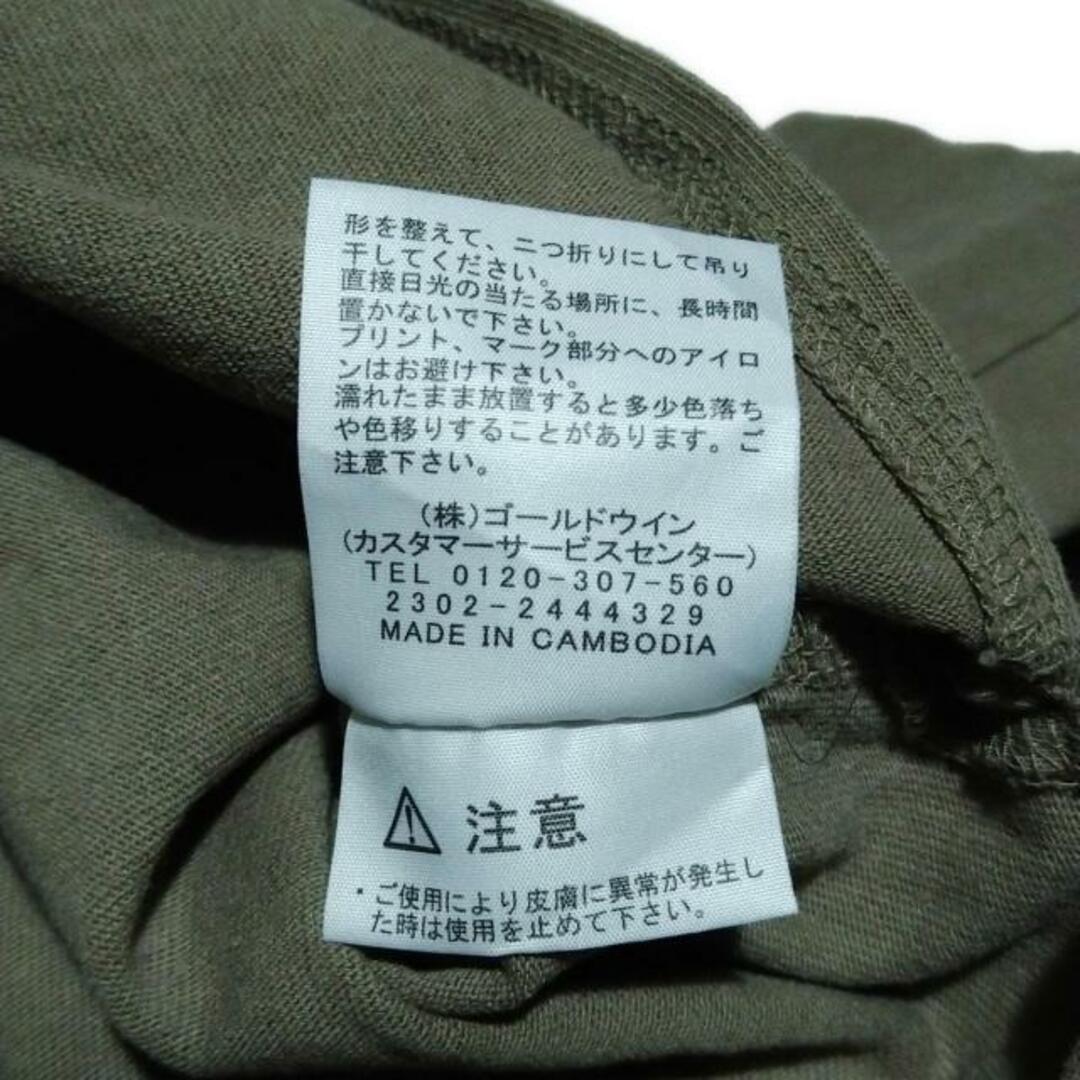 形を整えて、二つ折りにして吊り
干してください。
直接日光の当たる場所に、長時間
置かないで下さい。
プリント、マーク部分へのアイロ
ンはお避け下さい。
濡れたまま放置すると多少色落ち
や色移りすることがあります。ご
注意下さい。
(株)ゴールドウイン
(カスタマーサービスセンター)
TEL 0120-307-560
2302-2444329
MADE IN CAMBODIA
注意
・ご使用により皮膚に異常が発生し
た時は使用を止めて下さい。